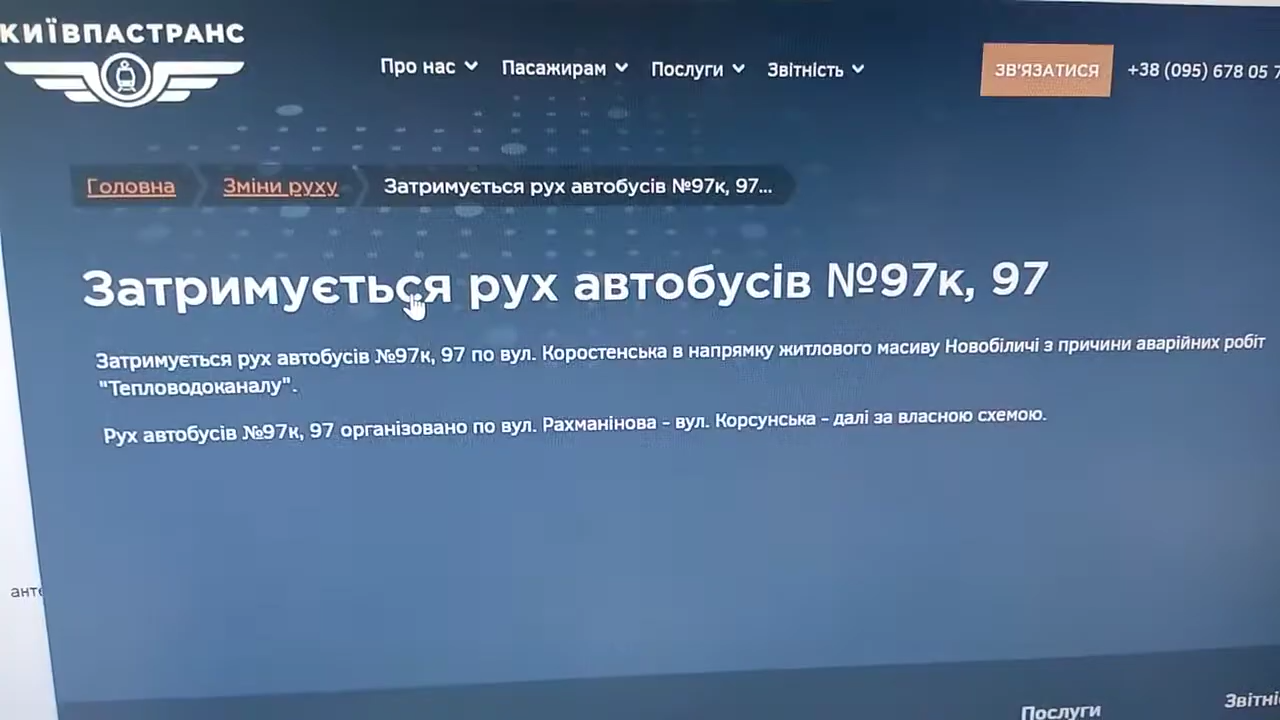 КИЇВПАСТРАНС
Про нас Пасажирам Послуги Звітність ЗВ'ЯЗАТИСЯ +38 (095) 678 05 7
Головна Зміни руху Затримується рух автобусів №97к, 97...
Затримується рух автобусів №97к, 97
Затримується рух автобусів №97к, 97 по вул. Коростенська в напрямку житлового масиву Новобіличі з причини аварійних робіт
"Тепловодоканалу".
Рух автобусів №97к, 97 організовано по вул. Рахманінова - вул. Корсунська - далі за власною схемою.
Послуги